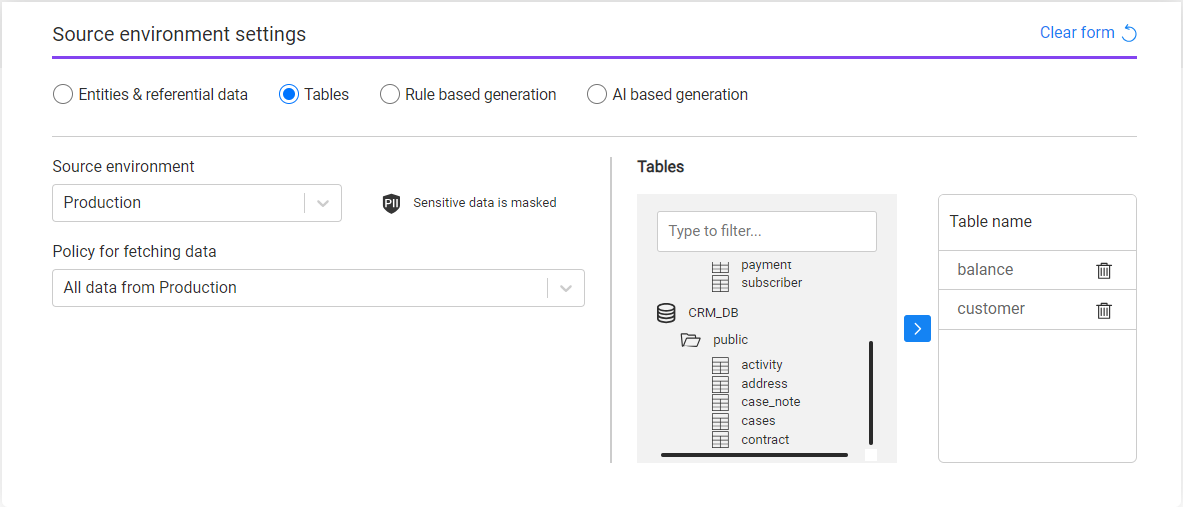 Source environment settings
Clear form
Entities & referential data
Tables
Rule based generation
AI based generation
Source environment
Production
PII
Sensitive data is masked
Policy for fetching data
All data from Production
Tables
Type to filter...
payment
subscriber
CRM_DB
public
activity
address
case_note
cases
contract
Table name
balance
customer